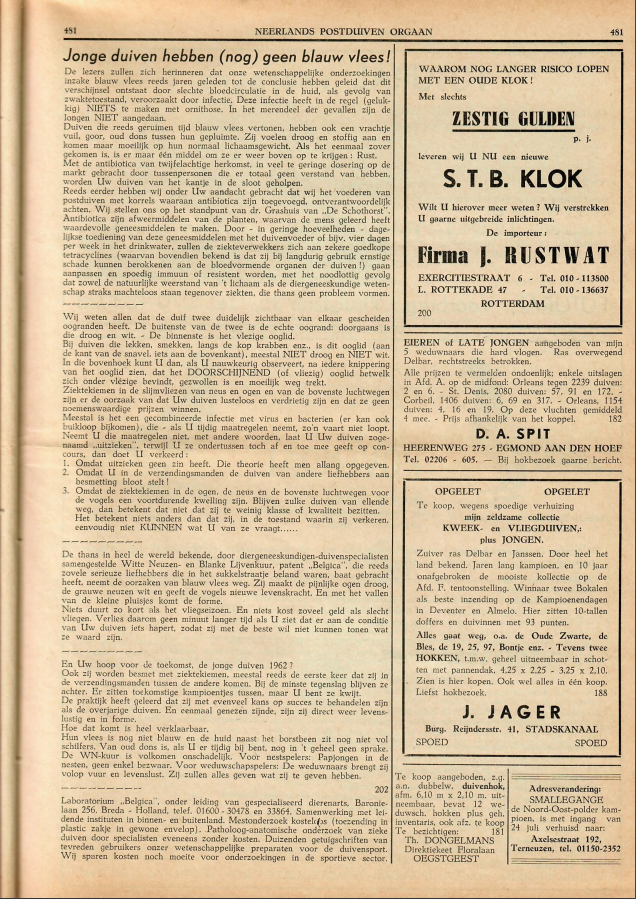 481
NEERLANDS POSTDUIVEN ORGAAN
481
Jonge duiven hebben (nog) geen blauw vlees!
De lezers zullen zich herinneren dat onze wetenschappelijke onderzoekingen
inzake blauw vlees reeds jaren geleden tot de conclusie hebben geleid dat dit
verschijnsel ontstaat door slechte bloedcirculatie in de huid, als gevolg van
zwaktetoestand, veroorzaakt door infectie. Deze infectie heeft in de regel (geluk-
kig) NIETS te maken met ornithose. In het merendeel der gevallen zijn de
longen NIET aangedaan.
Duiven die reeds geruimen tijd blauw vlees vertonen, hebben ook een vrachtje
vuil, goor, oud dons tussen hun gepluimte. Zij voelen droog en stoffig aan en
komen maar moeilijk op hun normaal lichaamsgewicht. Als het eenmaal zover
gekomen is, is er maar één middel om ze er weer boven op te krijgen: Rust.
Met de antibiotica van twijfelachtige herkomst, in veel te geringe dosering op de
markt gebracht door tussenpersonen die er totaal geen verstand van hebben,
worden Uw duiven van het kantje in de sloot geholpen.
Reeds eerder hebben wij onder Uw aandacht gebracht dat wij het voederen van
postduiven met korrels waaraan antibiotica zijn toegevoegd, ontverantwoordelijk
achten. Wij stellen ons op het standpunt van dr. Grashuis van „De Schothorst".
Antibiotica zijn afweermiddelen van de planten, waarvan de mens geleerd heeft
waardevolle geneesmiddelen te maken. Door - in geringe hoeveelheden - dage-
lijkse toediening van deze geneesmiddelen met het duivenvoeder of bijv. vier dagen
per week in het drinkwater, zullen de ziekteverwekkers zich aan zekere goedkope
tetracyclines (waarvan bovendien bekend is dat zij bij langdurig gebruik ernstige
schade kunnen berokkenen aan de bloedvormende organen der duiven!) gaan
aanpassen en spoedig immuun of resistent worden, met het noodlottig gevolg
dat zowel de natuurlijke weerstand van 't lichaam als de diergeneeskundige weten-
schap straks machteloos staan tegenover ziekten, die thans geen probleem vormen.
Wij weten allen dat de duif twee duidelijk zichtbaar van elkaar gescheiden
oogranden heeft. De buitenste van de twee is de echte oogrand: doorgaans is
die droog en wit. - De binnenste is het vlezige ooglid.
Bij duiven die lekken, smekken, langs de kop krabben enz., is dit ooglid (aan
de kant van de snavel, iets aan de bovenkant), meestal NIET droog en NIET wit.
In die bovenhoek kunt U dan, als U nauwkeurig observeert, na iedere knippering
van het ooglid zien, dat het DOORSCHIJNEND (of vliezig) ooglid hetwelk
zich onder vlézige bevindt, gezwollen is en moeilijk weg trekt.
Ziektekiemen in de slijmvliezen van neus en ogen en van de bovenste luchtwegen
zijn er de oorzaak van dat Uw duiven lusteloos en verdrietig zijn en dat ze geen
noemenswaardige prijzen winnen.
Meestal is het een gecombineerde infectie met virus en bacterien (er kan ook
buikloop bijkomen), die - als U tijdig maatregelen neemt, zo'n vaart niet loopt.
Neemt U die maatregelen niet, met andere woorden, laat U Uw duiven zoge-
naamd „uitzieken", terwijl U ze ondertussen toch af en toe mee geeft op con-
cours, dan doet U verkeerd:
1. Omdat uitzieken geen zin heeft. Die theorie heeft men allang opgegeven.
2. Omdat U in de verzendingsmanden de duiven van andere liefhebbers aan
besmetting bloot stelt!
3. Omdat de ziektekiemen in de ogen, de neus en de bovenste luchtwegen voor
de vogels een voortdurende kwelling zijn. Blijven zulke duiven van ellende
weg, dan betekent dat niet dat zij te weinig klasse of kwaliteit bezitten.
Het betekent niets anders dan dat zij, in de toestand waarin zij verkeren,
eenvoudig niet KUNNEN wat U van ze vraagt......
De thans in heel de wereld bekende, door diergeneeskundigen-duivenspecialisten
samengestelde Witte Neuzen- en Blanke Lijvenkuur, patent „Belgica", die reeds
zovele serieuze liefhebbers die in het sukkelstraatje beland waren, baat gebracht
heeft, neemt de oorzaken van blauw vlees weg. Zij maakt de pijnlijke ogen droog,
de grauwe neuzen wit en geeft de vogels nieuwe levenskracht. En met het vallen
van de kleine pluisjes komt de forme.
Niets duurt zo kort als het vliegseizoen. En niets kost zoveel geld als slecht
vliegen. Verlies daarom geen minuut langer tijd als U ziet dat er aan de conditie
van Uw duiven iets hapert, zodat zij met de beste wil niet kunnen tonen wat
ze waard zijn.
En Uw hoop voor de toekomst, de jonge duiven 1962?
Ook zij worden besmet met ziektekiemen, meestal reeds de eerste keer dat zij in
de verzendingsmanden tussen de andere komen. Bij de minste tegenslag blijven ze
achter. Er zitten toekomstige kampioentjes tussen, maar U bent ze kwijt.
De praktijk heeft geleerd dat zij met evenveel kans op succes te behandelen zijn
als de overjarige duiven. En eenmaal genezen zijnde, zijn zij direct weer levens-
lustig en in forme.
Hoe dat komt is heel verklaarbaar.
Hun vlees is nog niet blauw en de huid naast het borstbeen zit nog niet vol
schilfers. Van oud dons is, als U er tijdig bij bent, nog in 't geheel geen sprake.
De WN-kuur is volkomen onschadelijk. Voor nestspelers: Papjongen in de
nesten, geen enkel bezwaar. Voor weduwschapspelers: De weduwnaars brengt zij
volop vuur en levenslust. Zij zullen alles geven wat zij te geven hebben.
202
Laboratorium „Belgica", onder leiding van gespecialiseerd dierenarts, Baronie-
laan 256, Breda - Holland, telef. 01600 - 30478 en 33864. Samenwerking met lei-
dende instituten in binnen- en buitenland. Mestonderzoek kosteloos (toezending in
plastic zakje in gewone envelop). Patholoog-anatomische onderzoek van zieke
duiven door specialisten eveneens zonder kosten. Duizenden getuigschriften van
tevreden gebruikers onzer wetenschappelijke preparaten voor de duivensport.
Wij sparen kosten noch moeite voor onderzoekingen in de sportieve sector.
WAAROM NOG LANGER RISICO LOPEN
MET EEN OUDE KLOK!
Met slechts
ZESTIG GULDEN
p. j.
leveren wij U NU een nieuwe
S.T.B. KLOK
Wilt U hierover meer weten? Wij verstrekken
U gaarne uitgebreide inlichtingen.
De importeur:
Firma J. RUSTWAT
EXERCITIESTRAAT 6 - Tel. 010-113800
L. ROTTEKADE 47 - Tel. 010-136637
ROTTERDAM
200
EIEREN of LATE JONGEN aangeboden van mijn
5 weduwnaars die hard vlogen. Ras overwegend
Delbar, rechtstreeks betrokken.
Alle prijzen te vermelden ondoenlijk; enkele uitslagen
in Afd. A. op de midfond: Orleans tegen 2239 duiven:
2 en 6. - St. Denis, 2080 duiven: 57, 91 en 172. -
Corbeil, 1406 duiven: 6, 69 en 317. - Orleans, 1154
duiven: 4, 16 en 19. Op deze vluchten gemiddeld
4 mee. - Prijs afhankelijk van het koppel. 182
D. A. SPIT
HEERENWEG 275 - EGMOND AAN DEN HOEF
Tel. 02206 - 605. — Bij hokbezoek gaarne bericht.
OPGELET OPGELET
Te koop, wegens spoedige verhuizing
mijn zeldzame collectie
KWEEK- en VLIEGDUIVEN,:
plus JONGEN.
Zuiver ras Delbar en Janssen. Door heel het
land bekend. Jaren lang kampioen, en 10 jaar
onafgebroken de mooiste kollectie op de
Afd. F. tentoonstelling. Winnaar twee Bokalen
als beste inzending op de Kampioenendagen
in Deventer en Almelo. Hier zitten 10-tallen
doffers en duivinnen met 93 punten.
Alles gaat weg, o.a. de Oude Zwarte, de
Bles, de 19, 25, 97, Bontje enz. - Tevens twee
HOKKEN, t.m.w. geheel uitneembaar in schot-
ten met pannendak, 4,25 x 2.25 - 3.25 x 2,10.
Zien is hier kopen. Ook wel alles in één koop.
Liefst hokbezoek. 188
J. JAGER
Burg. Reijndersstr. 41, STADSKANAAL
SPOED SPOED
Te koop aangeboden, z.g.
a.n. dubbelw. duivenhok,
afm. 6,10 m x 2,10 m. uit-
neembaar, bevat 12 we-
duwsch. hokken plus geh.
inventaris, ook afz. te koop
Te bezichtigen: 181
Th. DONGELMANS
Direktiekeet Floralaan
OEGSTGEEST
Adresverandering:
SMALLEGANGE
de Noord-Oost-polder kam-
pioen, is met ingang van
24 juli verhuisd naar:
Axelsestraat 192,
Terneuzen, tel. 01150-2352